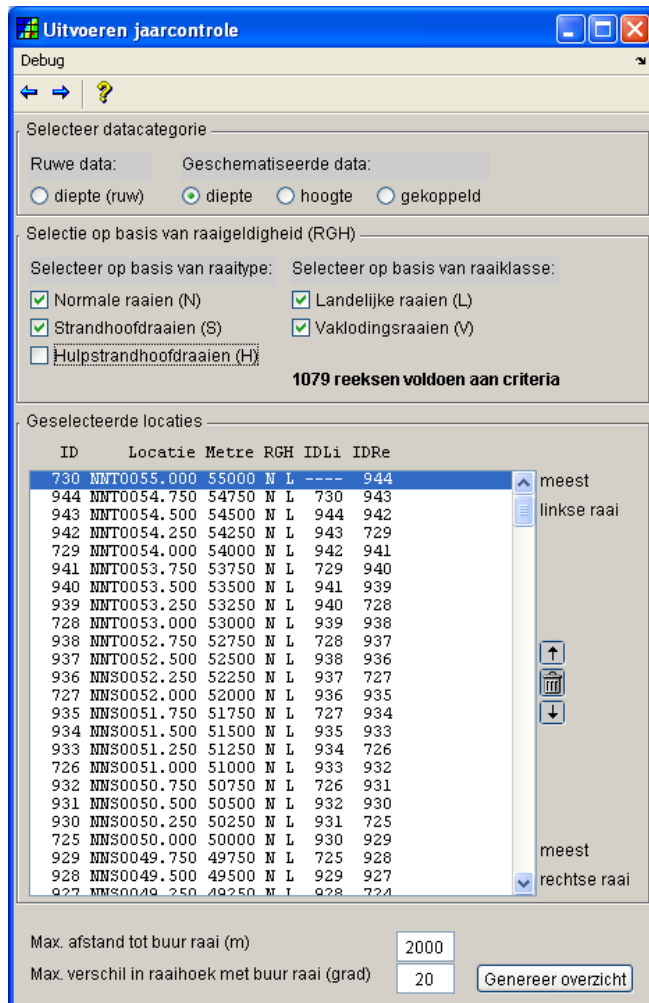 Uitvoeren jaarcontrole
Debug
Selecteer datacategorie
Ruwe data: Geschematiseerde data:
diepte (ruw) diepte hoogte gekoppeld
Selectie op basis van raaigeldigheid (RGH)
Selecteer op basis van raaitype: Selecteer op basis van raaiklasse:
Normale raaien (N) Landelijke raaien (L)
Strandhoofdraaien (S) Vaklodingsraaien (V)
Hulpstrandhoofdraaien (H)
1079 reeksen voldoen aan criteria
Geselecteerde locaties
ID Locatie Metre RGH IDLi IDRe
730 NNT0055.000 55000 N L ---- 944 meest
944 NNT0054.750 54750 N L 730 943
943 NNT0054.500 54500 N L 944 942 linkse raai
942 NNT0054.250 54250 N L 943 729
729 NNT0054.000 54000 N L 942 941
941 NNT0053.750 53750 N L 729 940
940 NNT0053.500 53500 N L 941 939
939 NNT0053.250 53250 N L 940 728
728 NNT0053.000 53000 N L 939 938
938 NNT0052.750 52750 N L 728 937
937 NNT0052.500 52500 N L 938 936
936 NNS0052.250 52250 N L 937 727
727 NNS0052.000 52000 N L 936 935
935 NNS0051.750 51750 N L 727 934
934 NNS0051.500 51500 N L 935 933
933 NNS0051.250 51250 N L 934 726
726 NNS0051.000 51000 N L 933 932
932 NNS0050.750 50750 N L 726 931
931 NNS0050.500 50500 N L 932 930
930 NNS0050.250 50250 N L 931 725
725 NNS0050.000 50000 N L 930 929
929 NNS0049.750 49750 N L 725 928 meest
928 NNS0049.500 49500 N L 929 927 rechtse raai
927 NNS0049.250 49250 N L 928 724
Max. afstand tot buur raai (m) 2000
Max. verschil in raaihoek met buur raai (grad) 20 Genereer overzicht